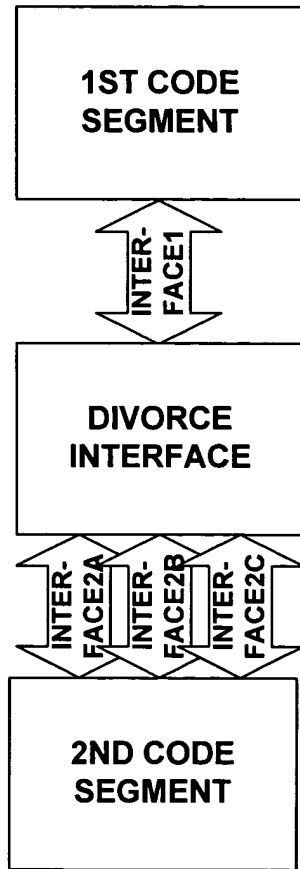 1ST CODE
SEGMENT
INTER-
FACE1
DIVORCE
INTERFACE
INTER-
FACE2A
INTER-
FACE2B
INTER-
FACE2C
2ND CODE
SEGMENT